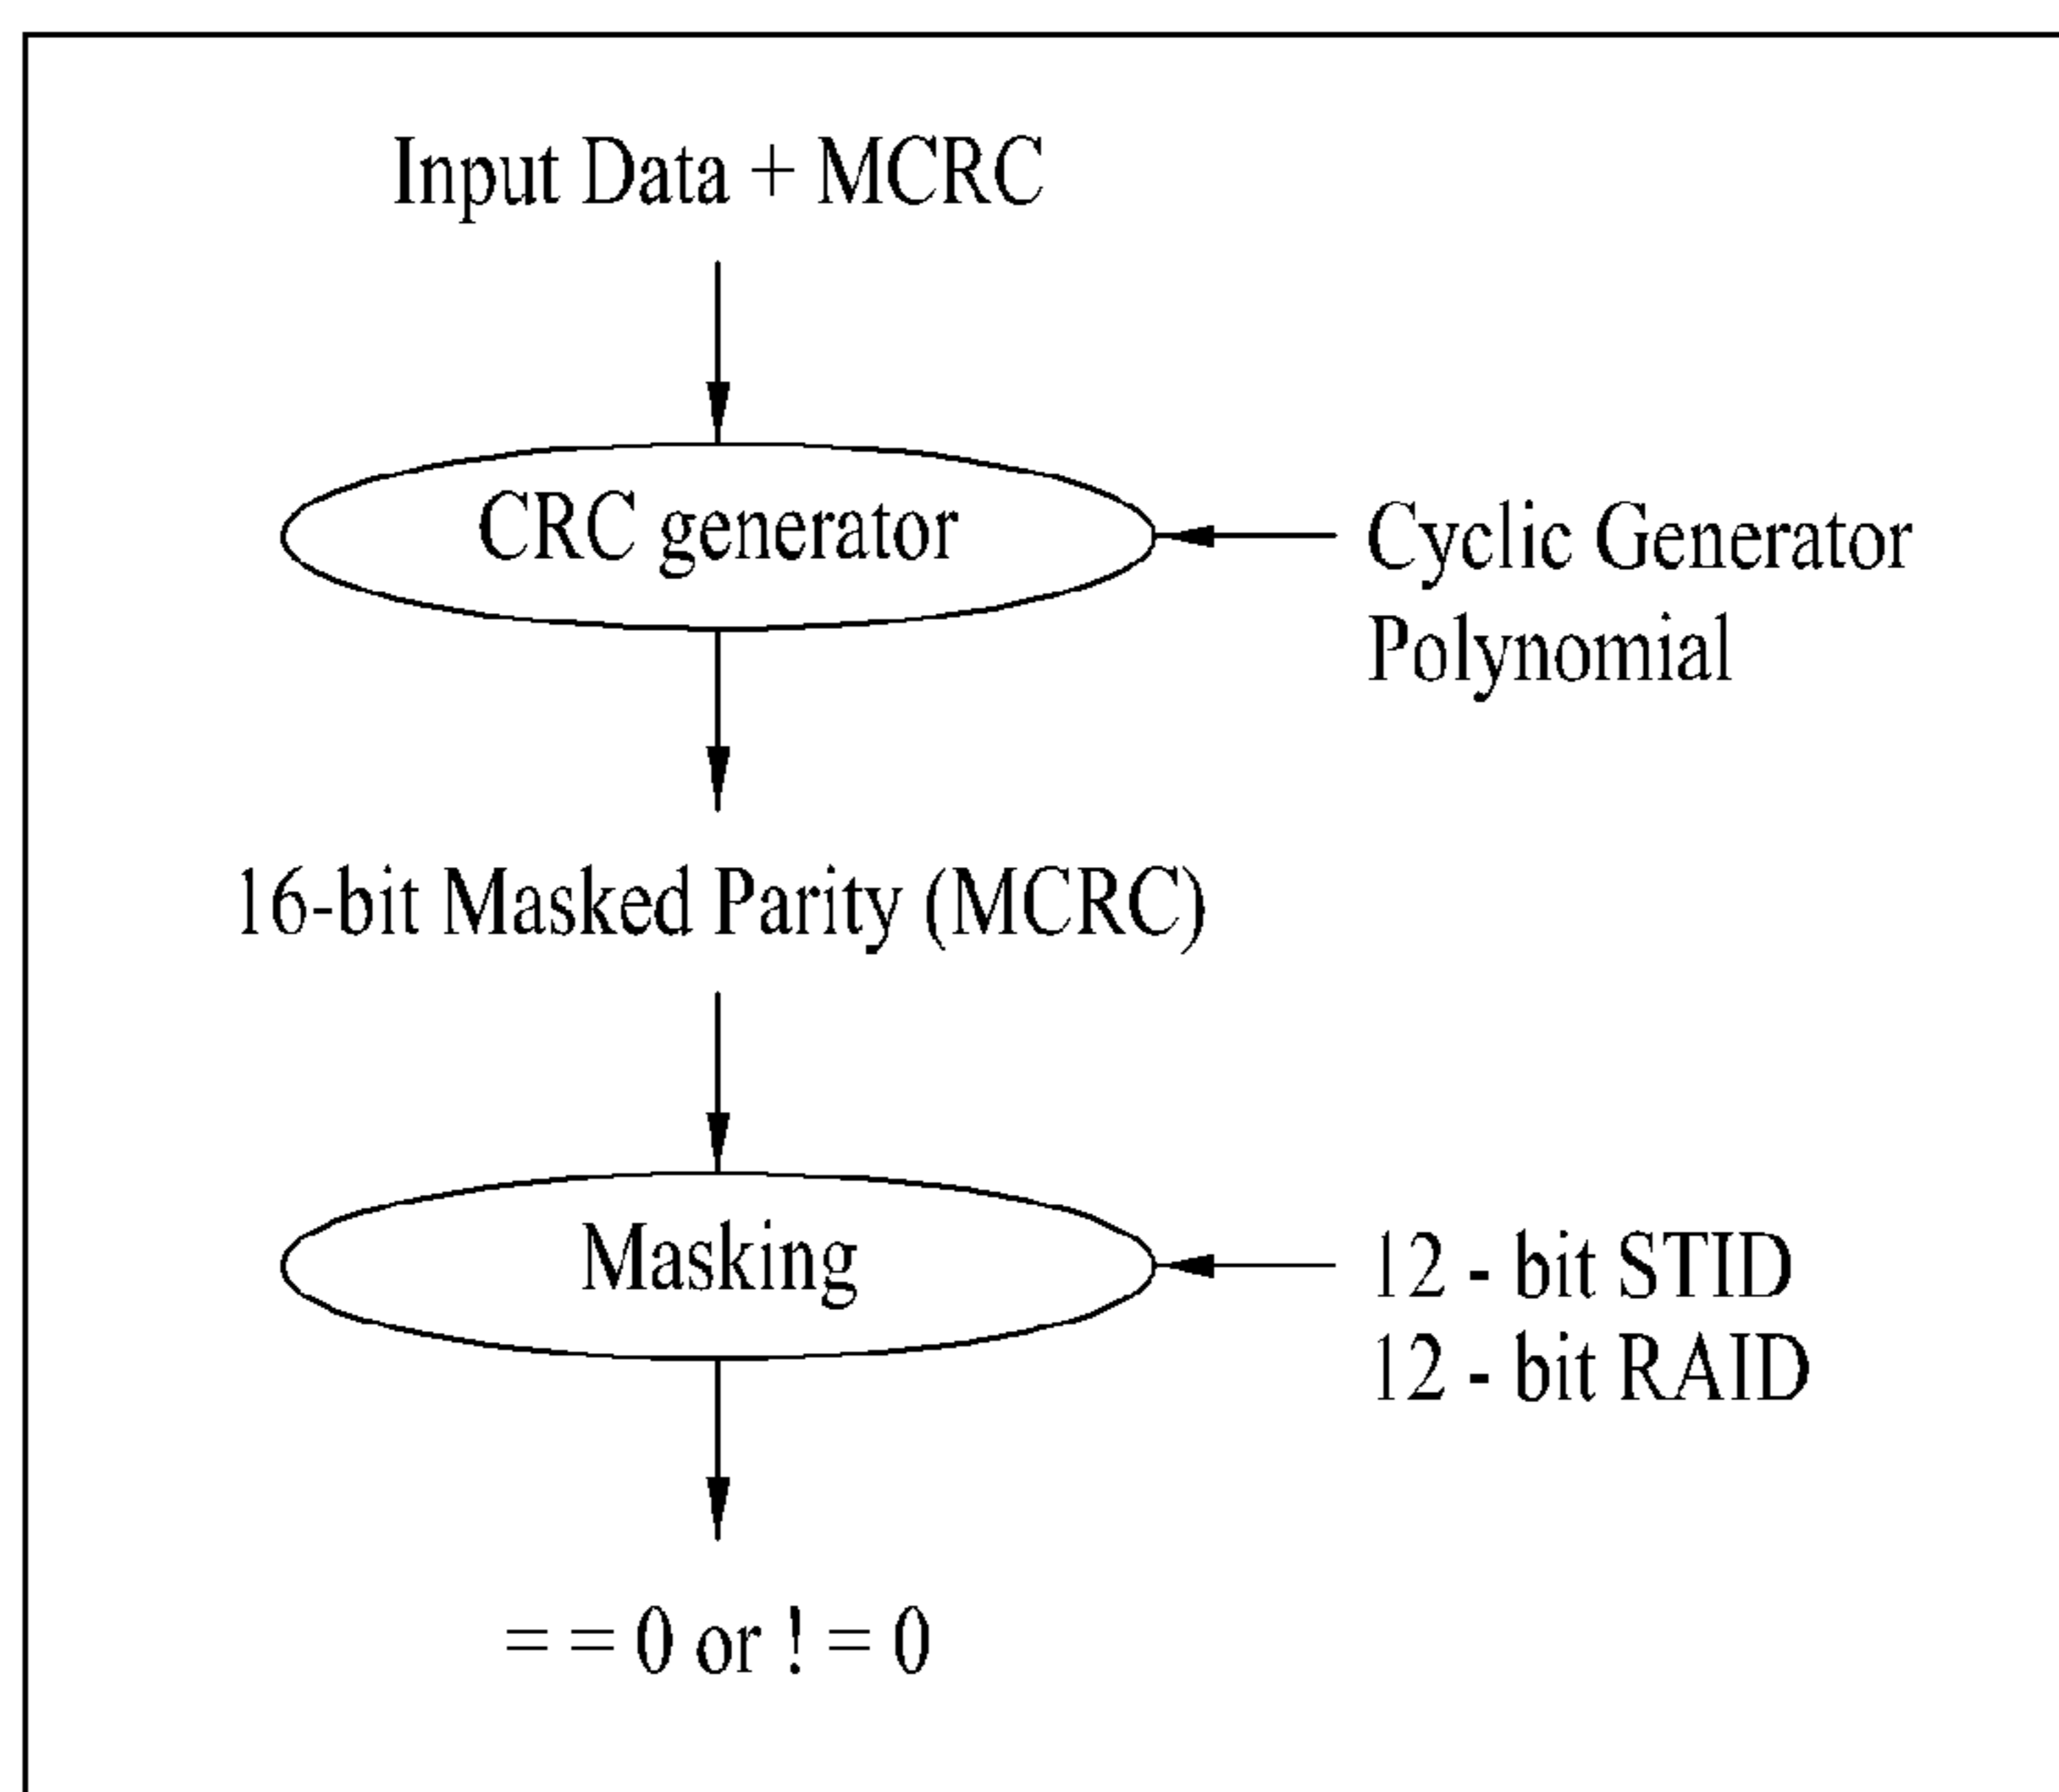 Input Data + MCRC
CRC generator
Cyclic Generator
Polynomial
16-bit Masked Parity (MCRC)
Masking
12 - bit STID
12 - bit RAID
= = 0 or ! = 0